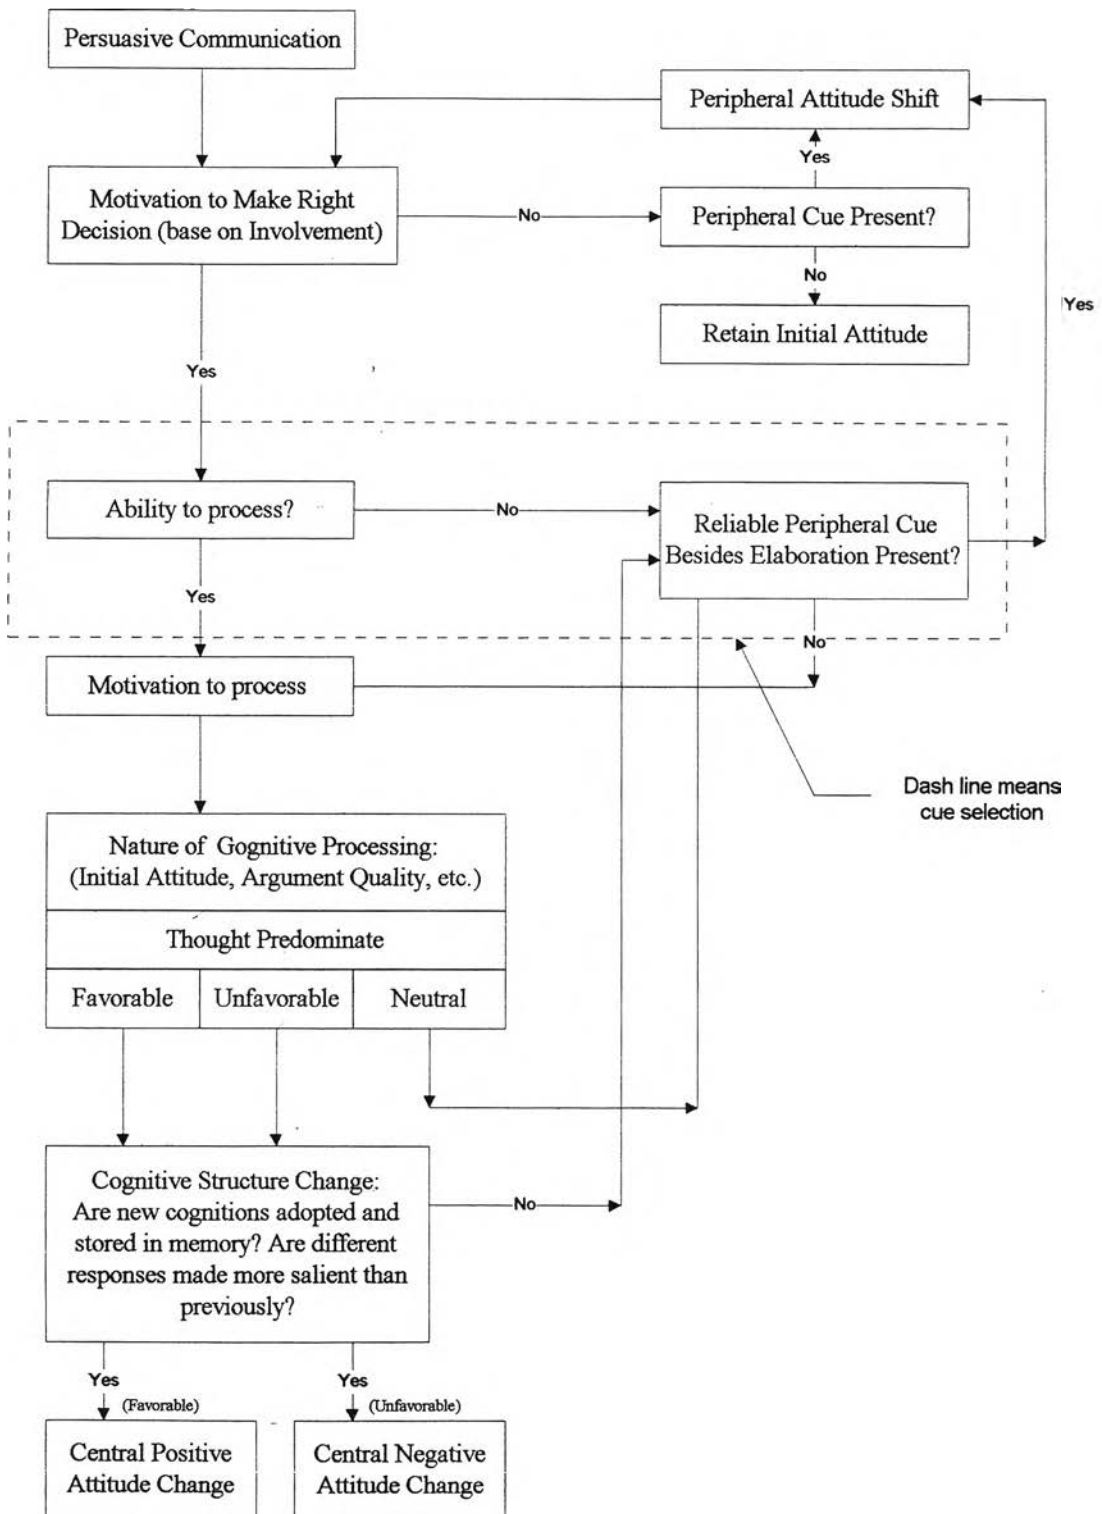 Persuasive Communication
Peripheral Attitude Shift
Yes
Motivation to Make Right
Decision (base on Involvement)
No
Peripheral Cue Present?
No
Retain Initial Attitude
Yes
Yes
Ability to process?
No
Reliable Peripheral Cue
Besides Elaboration Present?
Yes
No
Motivation to process
Dash line means
cue selection
Nature of Gognitive Processing:
(Initial Attitude, Argument Quality, etc.)
Thought Predominate
Favorable
Unfavorable
Neutral
Cognitive Structure Change:
Are new cognitions adopted and
stored in memory? Are different
responses made more salient than
previously?
No
Yes
(Favorable)
Yes
(Unfavorable)
Central Positive
Attitude Change
Central Negative
Attitude Change